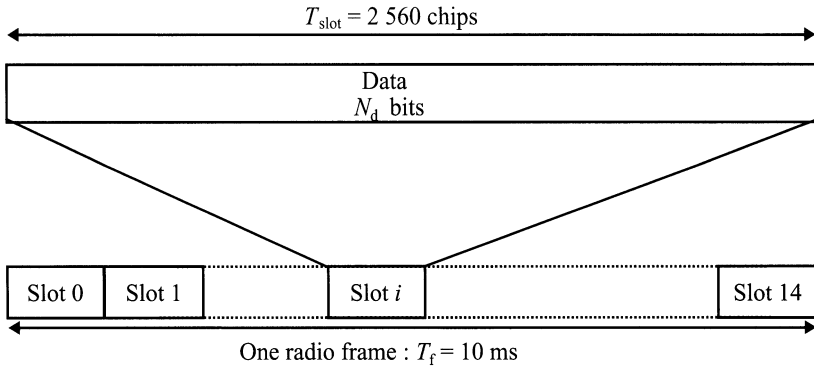 T_slot = 2 560 chips
Data
N_d bits
Slot 0 Slot 1 Slot i Slot 14
One radio frame : T_f = 10 ms